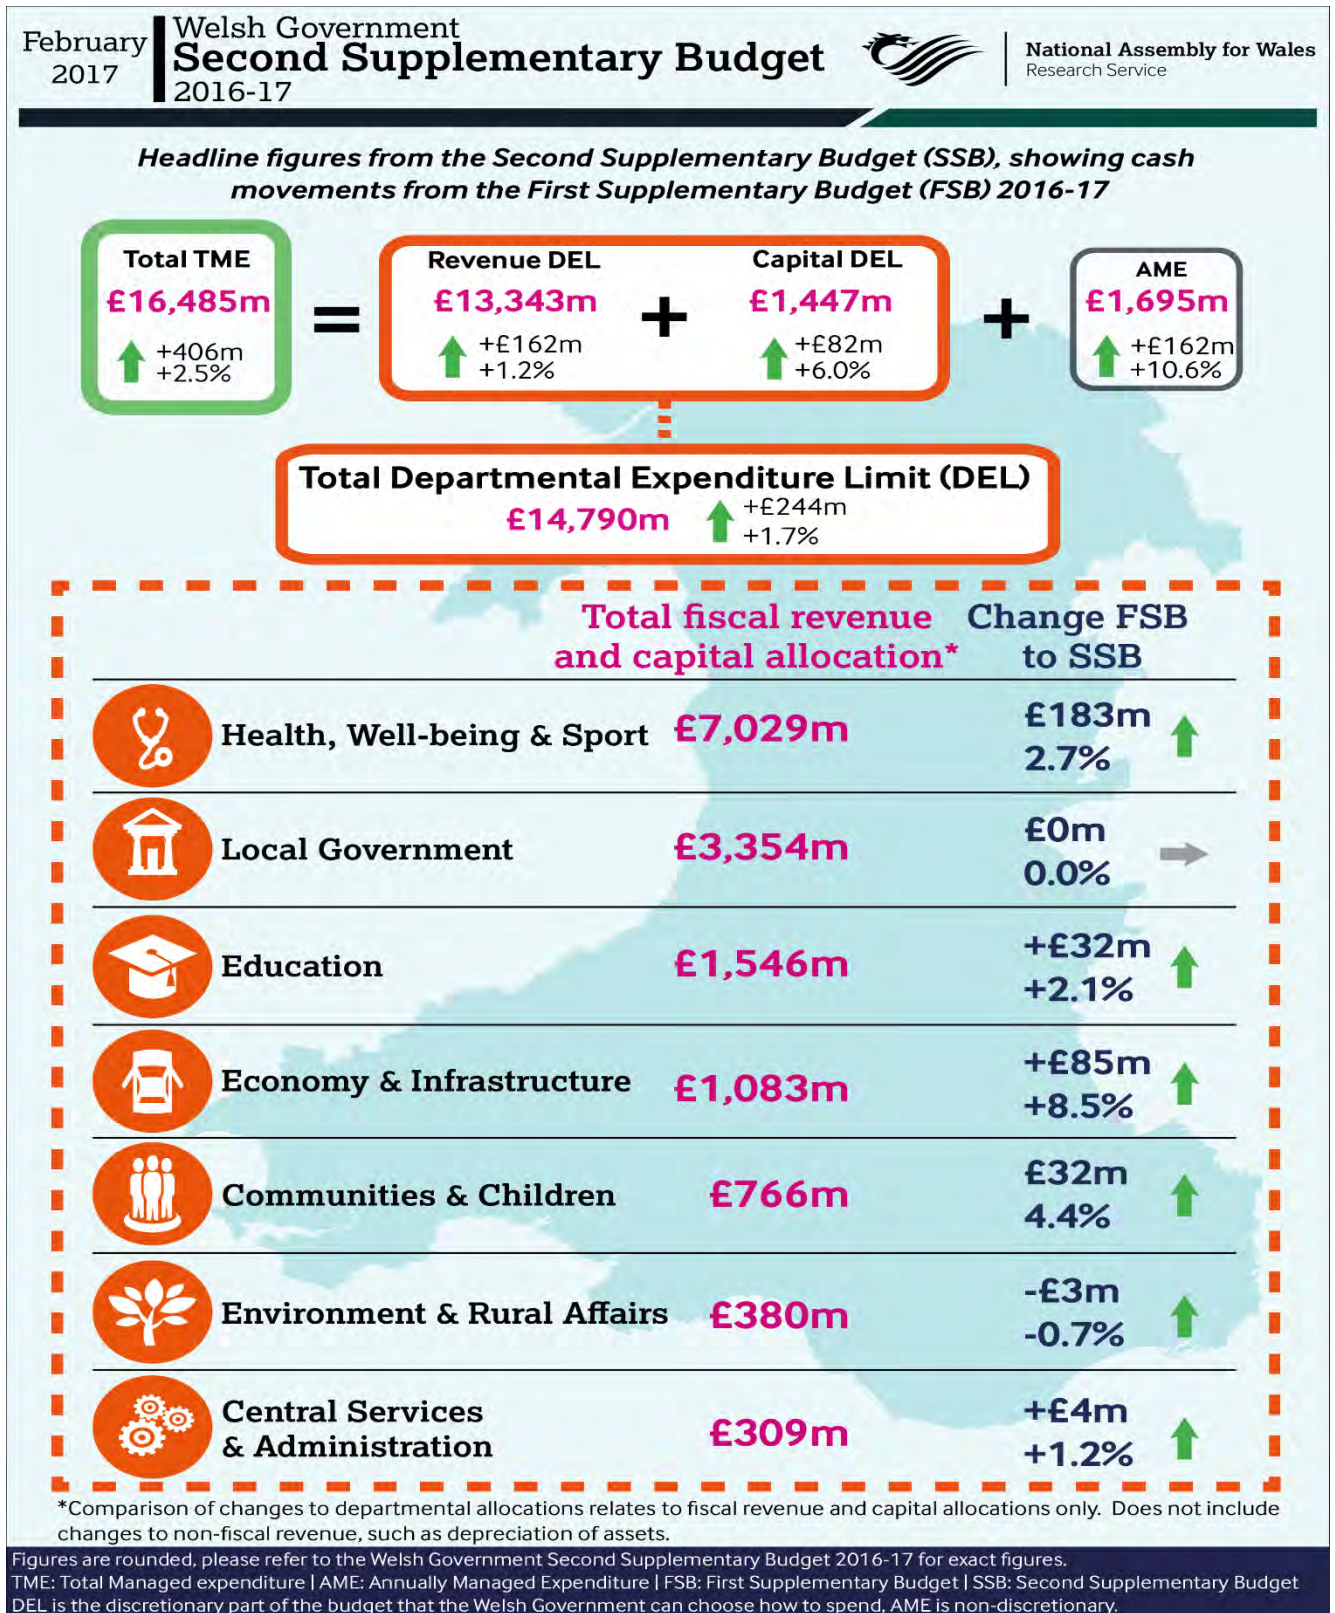 February
2017
Welsh Government
Second Supplementary Budget
2016-17
National Assembly for Wales
Research Service
Headline figures from the Second Supplementary Budget (SSB), showing cash
movements from the First Supplementary Budget (FSB) 2016-17
Total TME
£16,485m
+406m
+2.5%
=
Revenue DEL
£13,343m
+£162m
+1.2%
+
Capital DEL
£1,447m
+£82m
+6.0%
+
AME
£1,695m
+£162m
+10.6%
Total Departmental Expenditure Limit (DEL)
£14,790m
+£244m
+1.7%
Total fiscal revenue
and capital allocation*
Change FSB
to SSB
Health, Well-being & Sport
£7,029m
£183m
2.7%
Local Government
£3,354m
£0m
0.0%
Education
£1,546m
+£32m
+2.1%
Economy & Infrastructure
£1,083m
+£85m
+8.5%
Communities & Children
£766m
£32m
4.4%
Environment & Rural Affairs
£380m
-£3m
-0.7%
Central Services
& Administration
£309m
+£4m
+1.2%
*Comparison of changes to departmental allocations relates to fiscal revenue and capital allocations only. Does not include
changes to non-fiscal revenue, such as depreciation of assets.
Figures are rounded, please refer to the Welsh Government Second Supplementary Budget 2016-17 for exact figures.
TME: Total Managed expenditure | AME: Annually Managed Expenditure | FSB: First Supplementary Budget | SSB: Second Supplementary Budget
DEL is the discretionary part of the budget that the Welsh Government can choose how to spend, AME is non-discretionary.